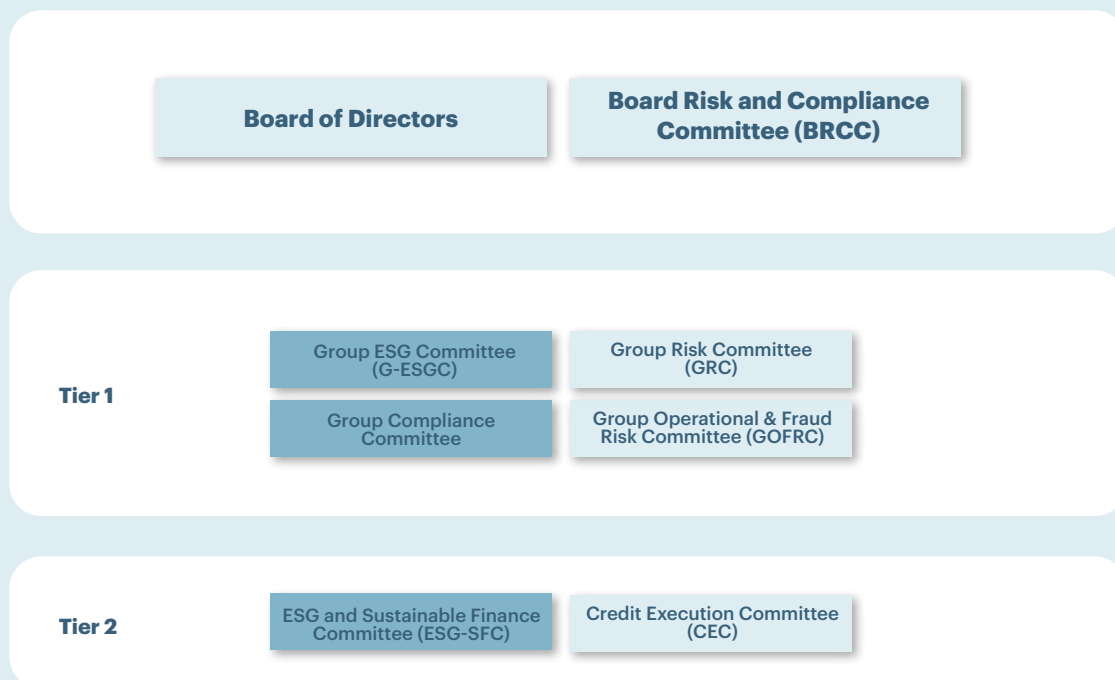 Board of Directors
Board Risk and Compliance
Committee (BRCC)
Tier 1
Group ESG Committee
(G-ESGC)
Group Risk Committee
(GRC)
Group Compliance
Committee
Group Operational & Fraud
Risk Committee (GOFRC)
Tier 2
ESG and Sustainable Finance
Committee (ESG-SFC)
Credit Execution Committee
(CEC)